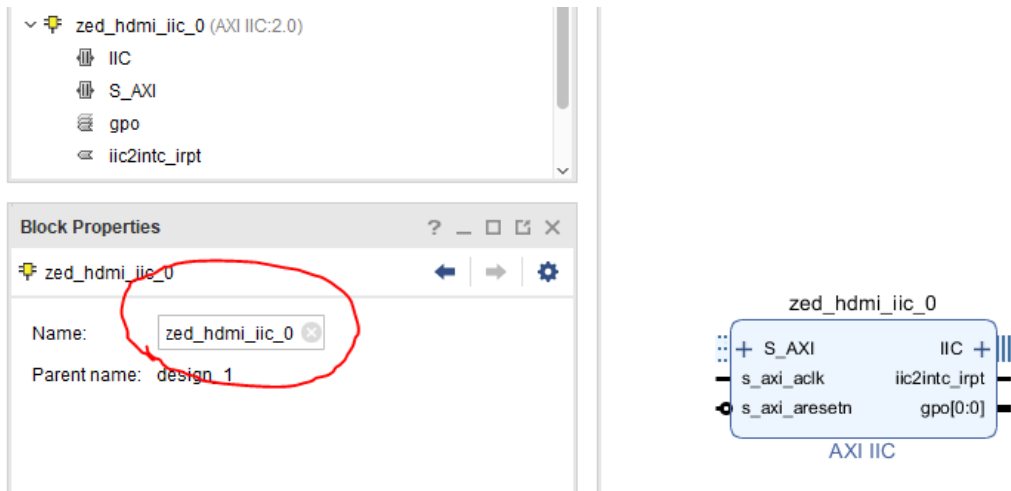 zed_hdmi_iic_0 (AXI IIC:2.0)
IIC
S_AXI
gpo
iic2intc_irpt
Block Properties
?
zed_hdmi_iic_0
Name: zed_hdmi_iic_0
Parent name: design_1
zed_hdmi_iic_0
S_AXI IIC
s_axi_aclk iic2intc_irpt
s_axi_aresetn gpo[0:0]
AXI IIC